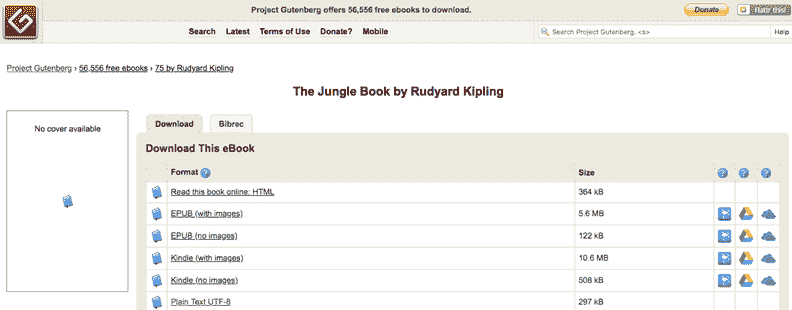 Project Gutenberg offers 56,556 free ebooks to download.
Donate
Flattr this!
Search Latest Terms of Use Donate? Mobile
Search Project Gutenberg. <s>
Help
Project Gutenberg › 56,556 free ebooks › 75 by Rudyard Kipling
The Jungle Book by Rudyard Kipling
No cover available
Download Bibrec
Download This eBook
Format ? Size ? ? ?
Read this book online: HTML 364 kB
EPUB (with images) 5.6 MB
EPUB (no images) 122 kB
Kindle (with images) 10.6 MB
Kindle (no images) 508 kB
Plain Text UTF-8 297 kB